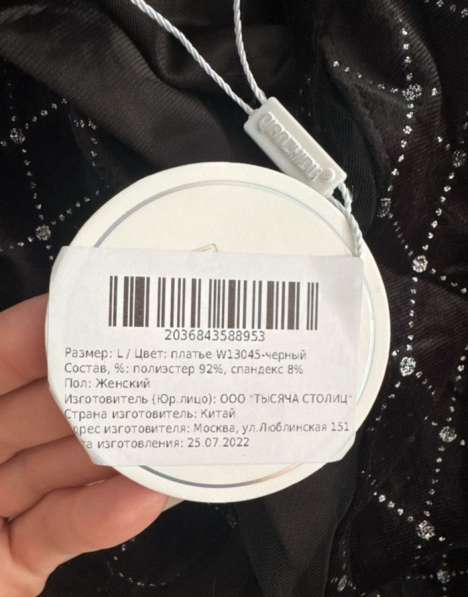 2036843588953
Размер: L / Цвет: платье W13045-черный
Состав, %: полиэстер 92%, спандекс 8%
Пол: Женский
Изготовитель (Юр.лицо): ООО "ТЫСЯЧА СТОЛИЦ"
Страна изготовитель: Китай
дрес изготовителя: Москва, ул.Люблинская 151
та изготовления: 25.07.2022